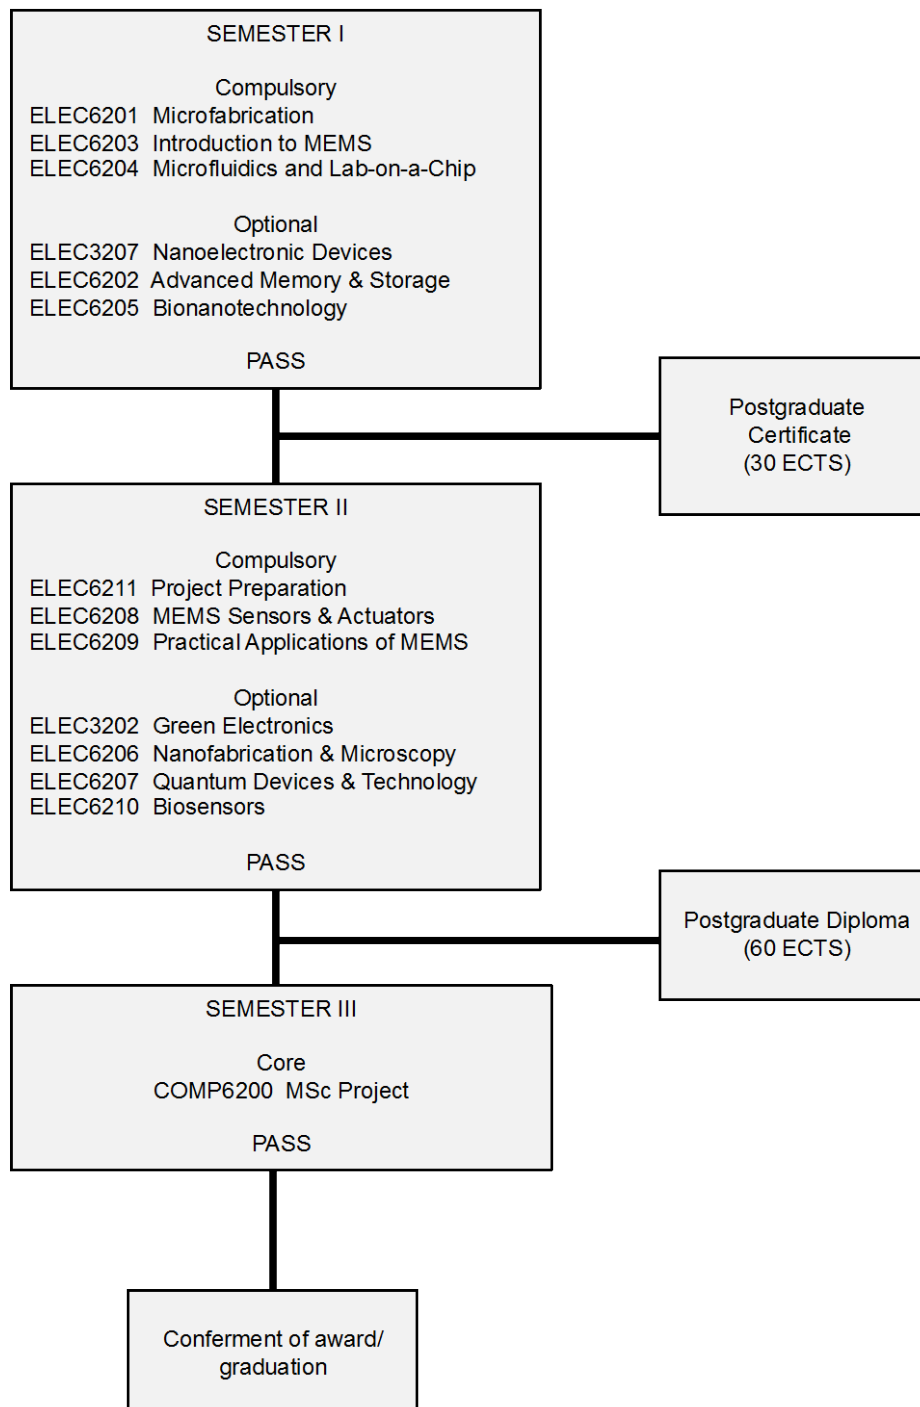 SEMESTER I
Compulsory
ELEC6201 Microfabrication
ELEC6203 Introduction to MEMS
ELEC6204 Microfluidics and Lab-on-a-Chip
Optional
ELEC3207 Nanoelectronic Devices
ELEC6202 Advanced Memory & Storage
ELEC6205 Bionanotechnology
PASS
Postgraduate
Certificate
(30 ECTS)
SEMESTER II
Compulsory
ELEC6211 Project Preparation
ELEC6208 MEMS Sensors & Actuators
ELEC6209 Practical Applications of MEMS
Optional
ELEC3202 Green Electronics
ELEC6206 Nanofabrication & Microscopy
ELEC6207 Quantum Devices & Technology
ELEC6210 Biosensors
PASS
Postgraduate Diploma
(60 ECTS)
SEMESTER III
Core
COMP6200 MSc Project
PASS
Conferment of award/
graduation